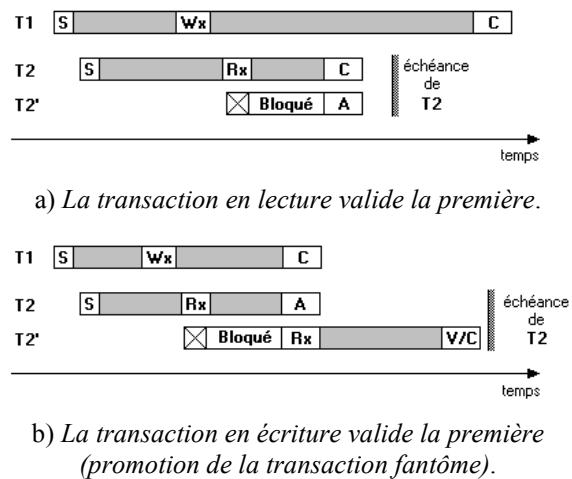 T1 S Wx C
T2 S Rx C
T2' Bloqué A
échéance
de
T2
temps
a) La transaction en lecture valide la première.
T1 S Wx C
T2 S Rx A
T2' Bloqué Rx V/C
échéance
de
T2
temps
b) La transaction en écriture valide la première
(promotion de la transaction fantôme).